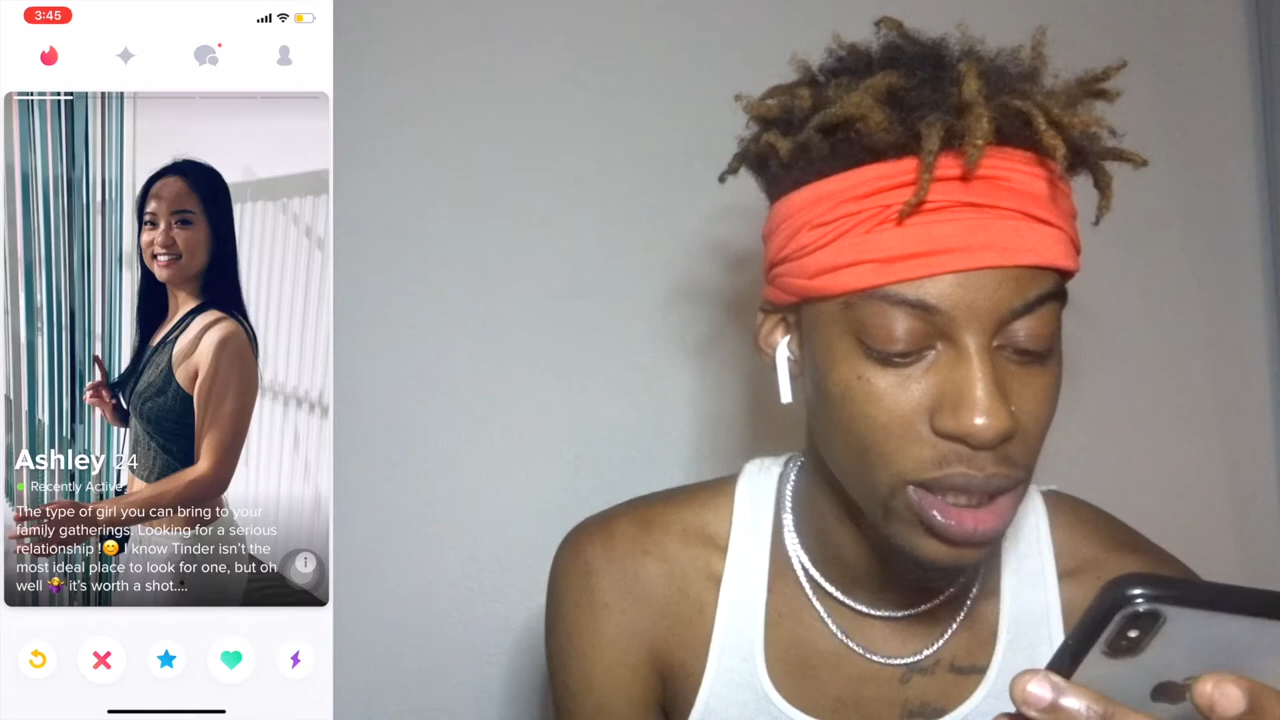 3:45
Ashley 24
Recently Active
The type of girl you can bring to your
family gatherings. Looking for a serious
relationship !😊 I know Tinder isn't the
most ideal place to look for one, but oh
well 🤷‍♀️ it's worth a shot....